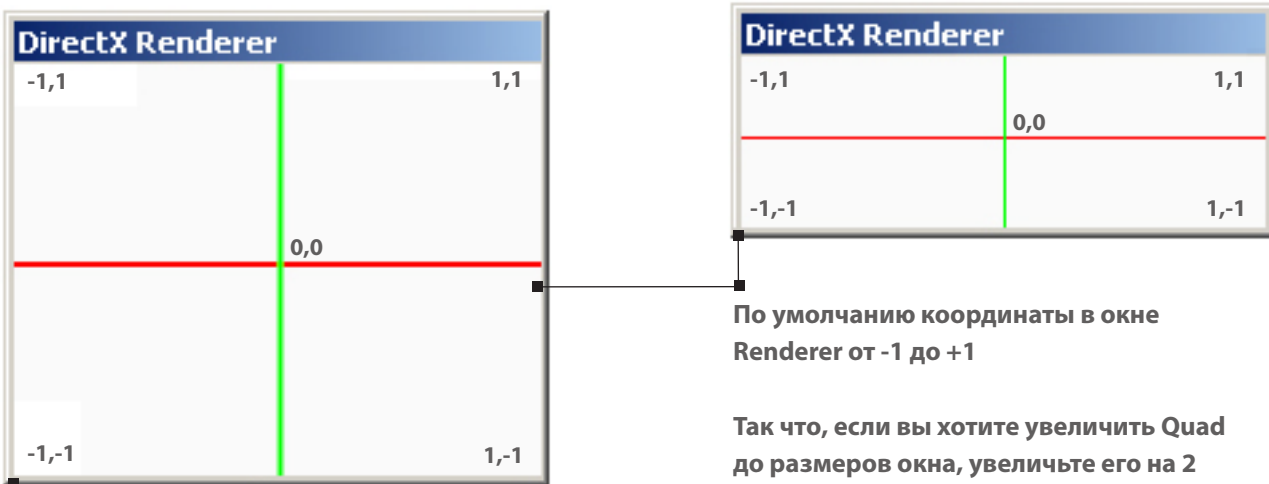 DirectX Renderer
-1,1 1,1
0,0
-1,-1 1,-1
DirectX Renderer
-1,1 1,1
0,0
-1,-1 1,-1
По умолчанию координаты в окне
Renderer от -1 до +1
Так что, если вы хотите увеличить Quad
до размеров окна, увеличьте его на 2